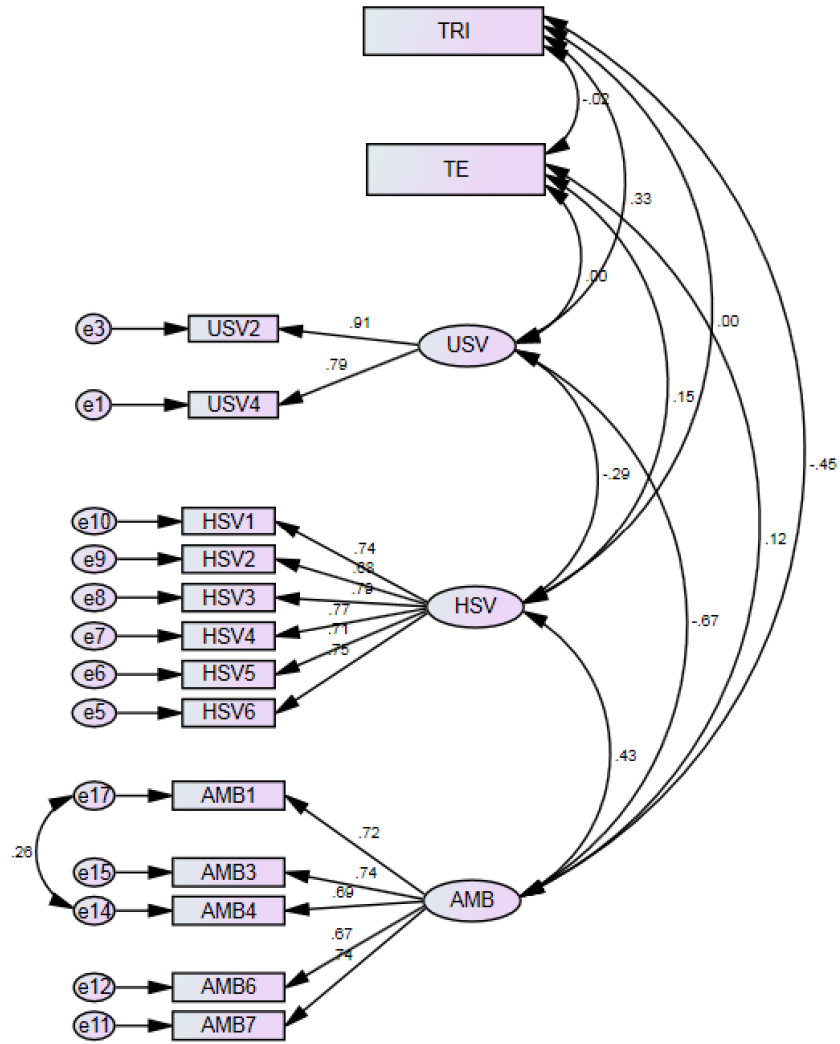 TRI
-.02
TE
.33
.00
e3
USV2
.91
USV
.00
e1
USV4
.79
.15
-.45
-.29
e10
HSV1
.74
.12
e9
HSV2
.68
e8
HSV3
.79
HSV
e7
HSV4
.77
-.67
e6
HSV5
.71
e5
HSV6
.75
.43
e17
AMB1
.72
.26
e15
AMB3
.74
e14
AMB4
.69
AMB
e12
AMB6
.67
e11
AMB7
.74